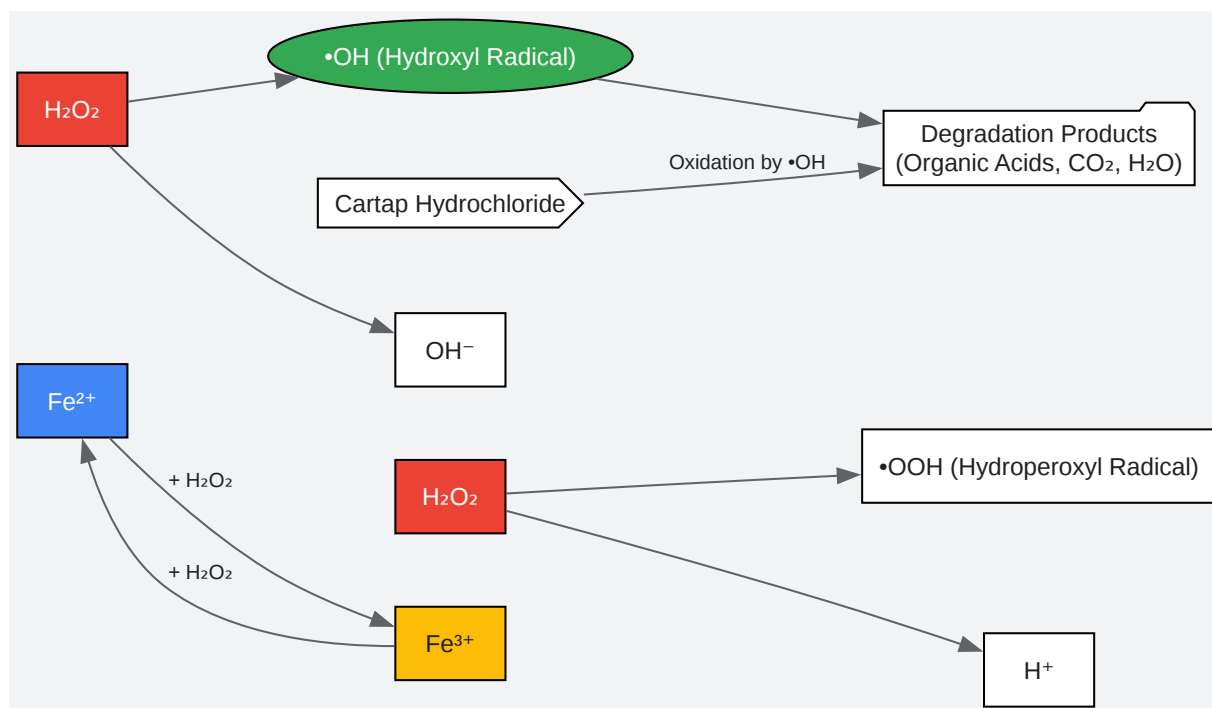 •OH (Hydroxyl Radical)
H₂O₂
Degradation Products
(Organic Acids, CO₂, H₂O)
Oxidation by •OH
Cartap Hydrochloride
OH⁻
Fe²⁺
•OOH (Hydroperoxyl Radical)
+ H₂O₂
H₂O₂
+ H₂O₂
Fe³⁺
H⁺